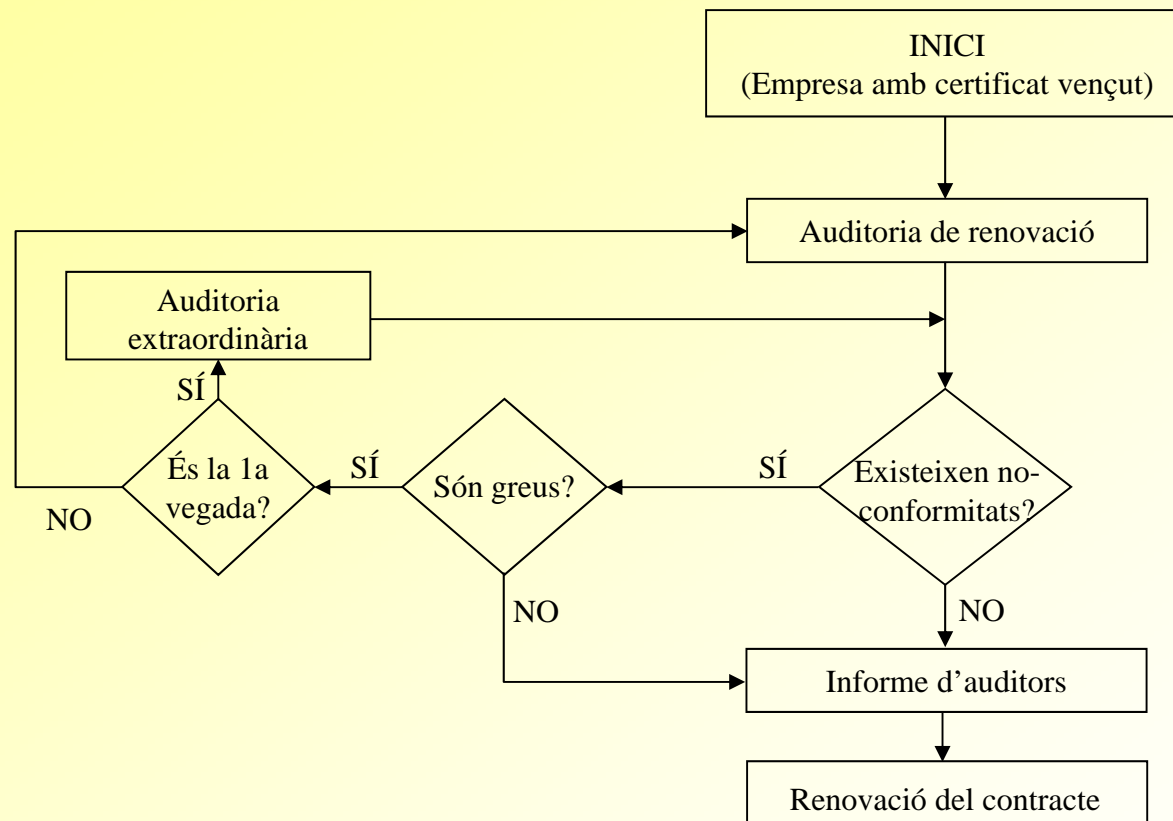 INICI
(Empresa amb certificat vençut)
Auditoria de renovació
Auditoria
extraordinària
SÍ
És la 1a
vegada?
NO
SÍ
Són greus?
NO
SÍ
Existeixen no-
conformitats?
NO
Informe d’auditors
Renovació del contracte